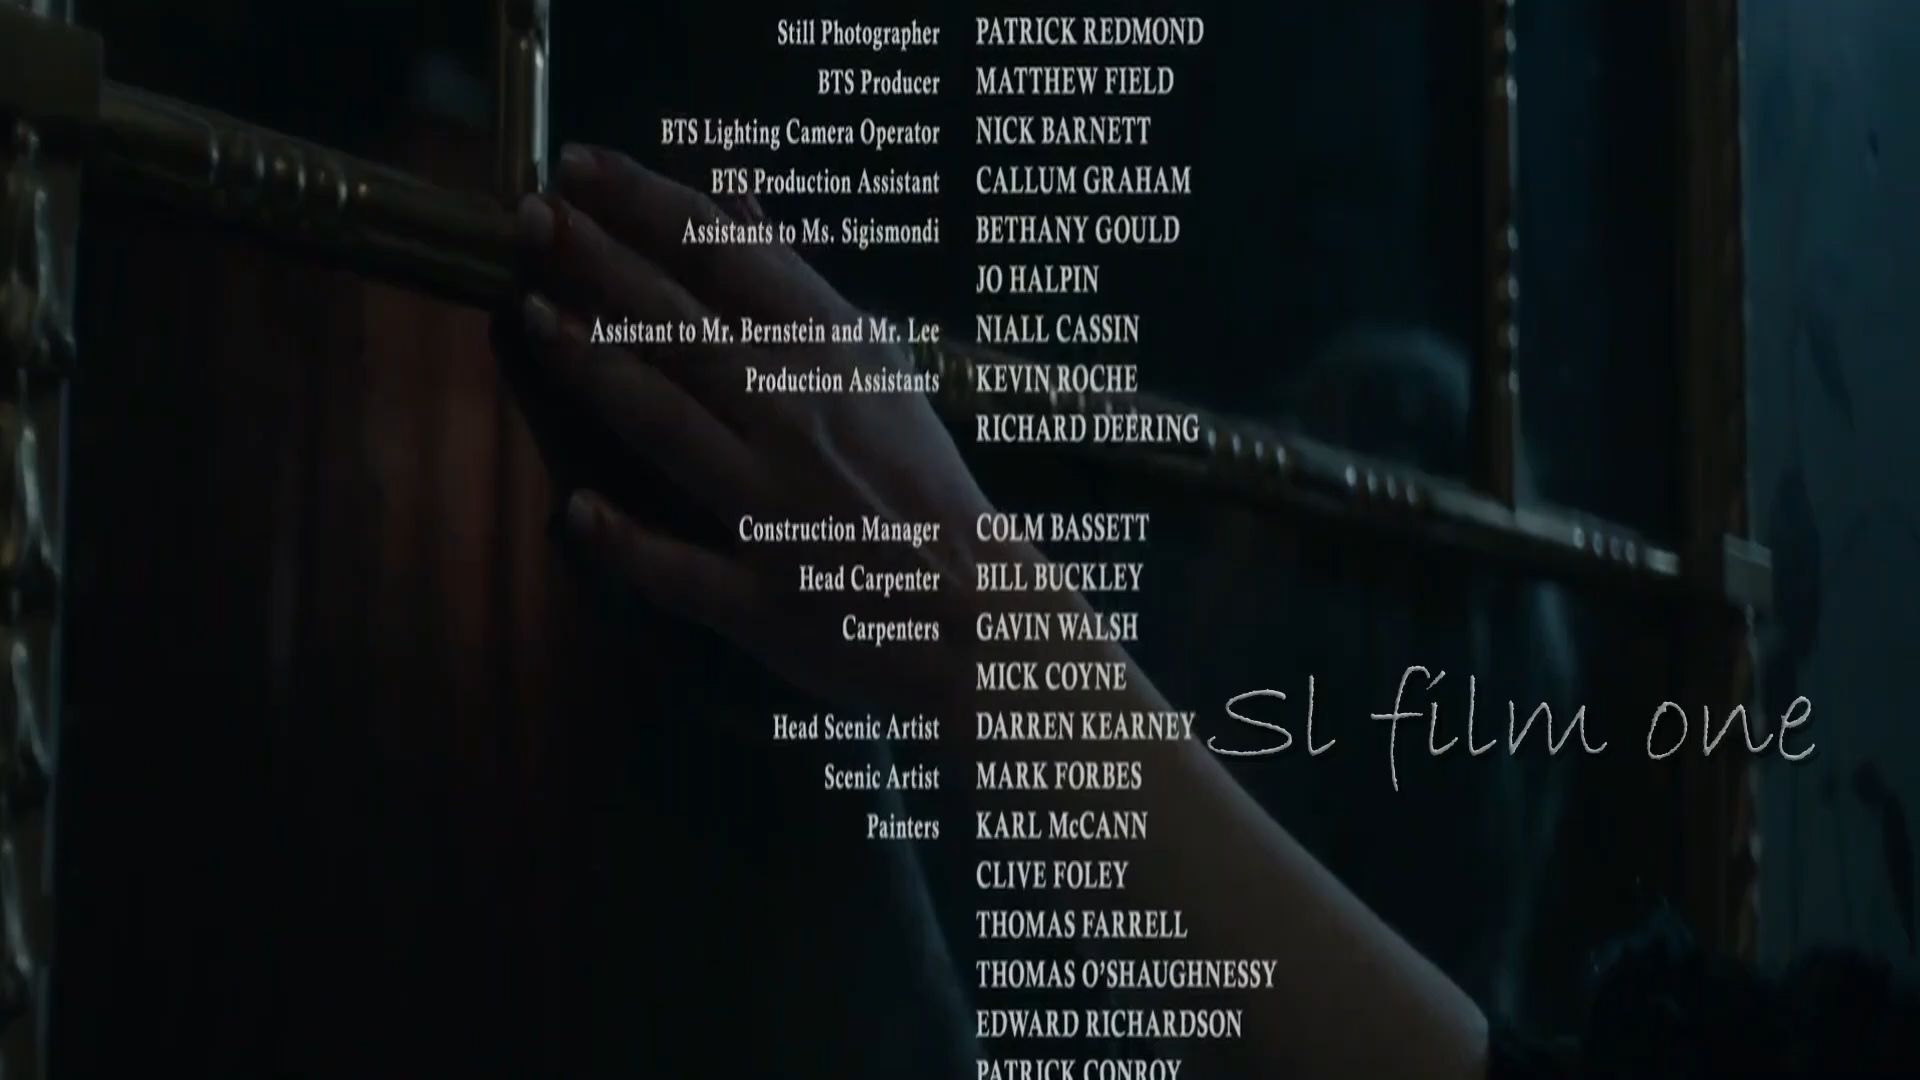 Still Photographer PATRICK REDMOND
BTS Producer MATTHEW FIELD
BTS Lighting Camera Operator NICK BARNETT
BTS Production Assistant CALLUM GRAHAM
Assistants to Ms. Sigismondi BETHANY GOULD
JO HALPIN
Assistant to Mr. Bernstein and Mr. Lee NIALL CASSIN
Production Assistants KEVIN ROCHE
RICHARD DEERING
Construction Manager COLM BASSETT
Head Carpenter BILL BUCKLEY
Carpenters GAVIN WALSH
MICK COYNE
Head Scenic Artist DARREN KEARNEY
Sl film one
Scenic Artist MARK FORBES
Painters KARL McCANN
CLIVE FOLEY
THOMAS FARRELL
THOMAS O'SHAUGHNESSY
EDWARD RICHARDSON
PATRICK CONROY